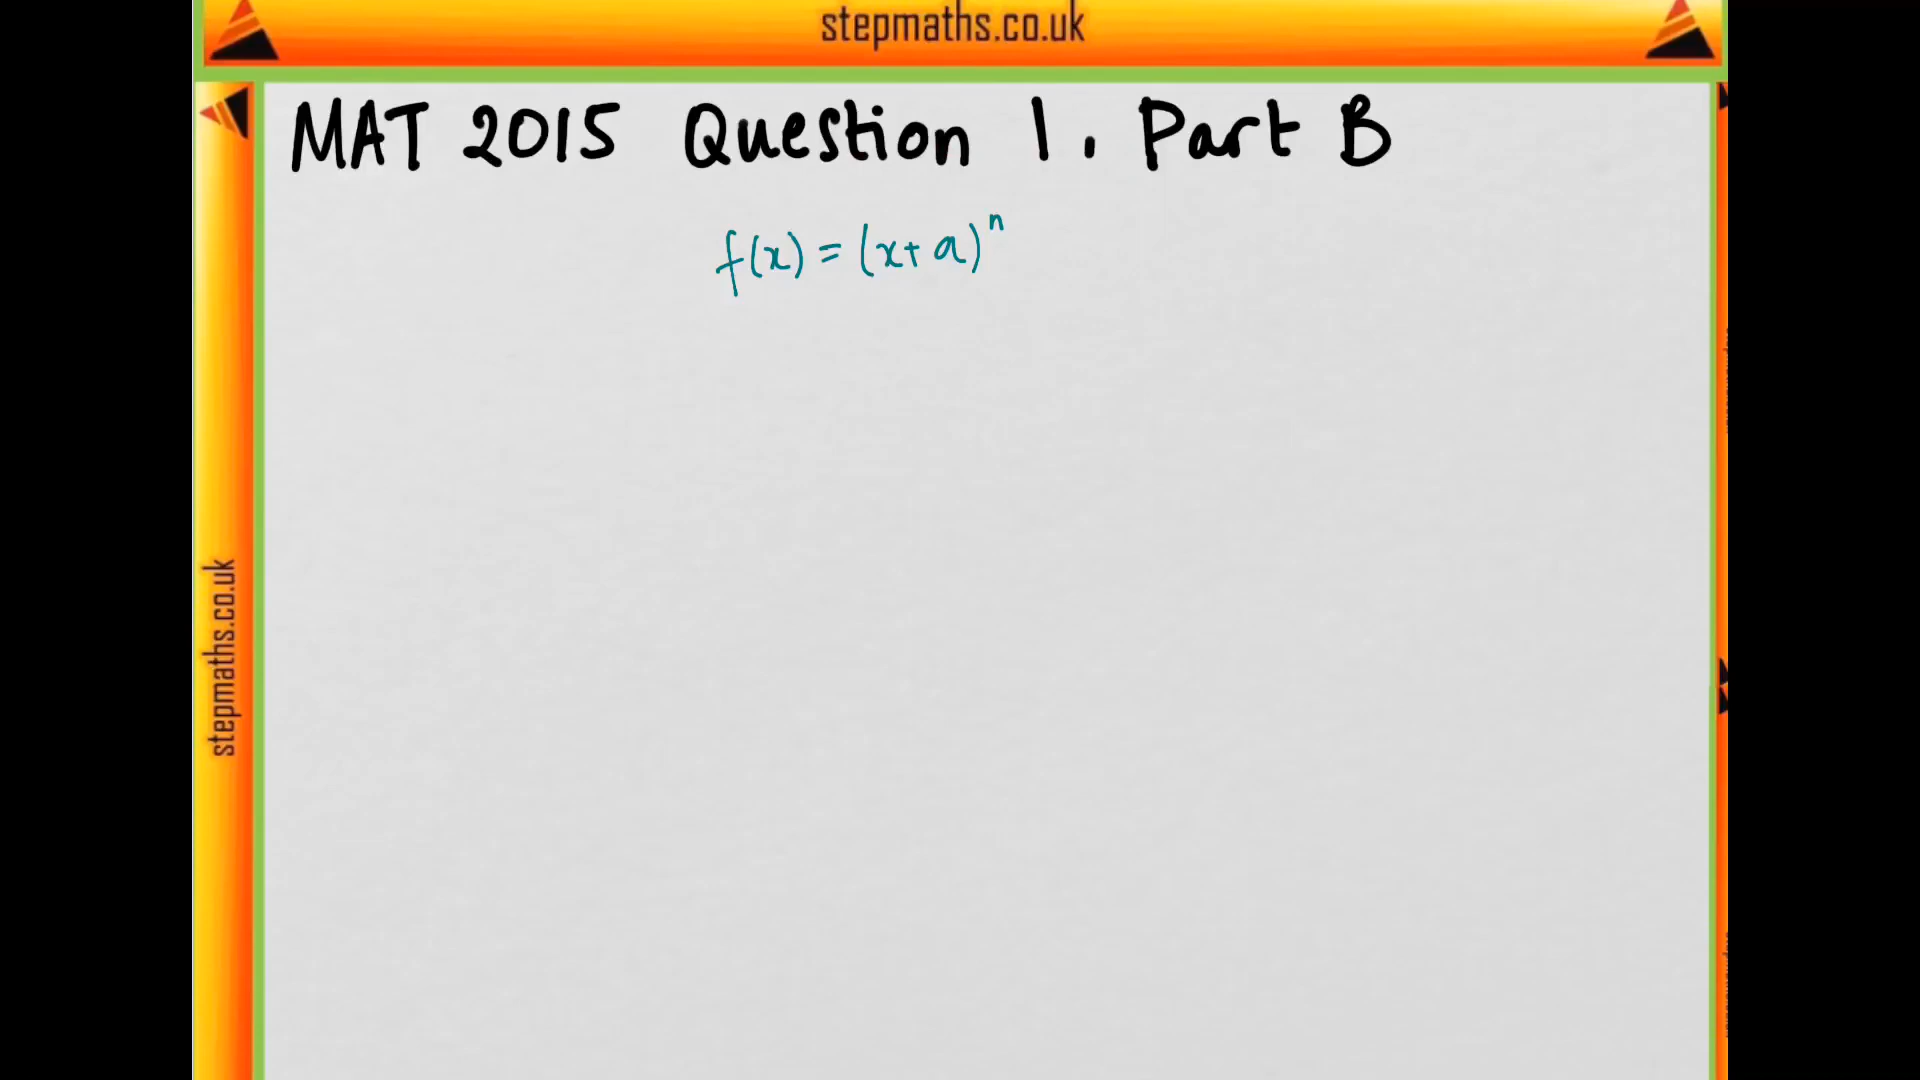 stepmaths.co.uk
MAT 2015 Question 1. Part B
f(x) = (x+a)^n
stepmaths.co.uk